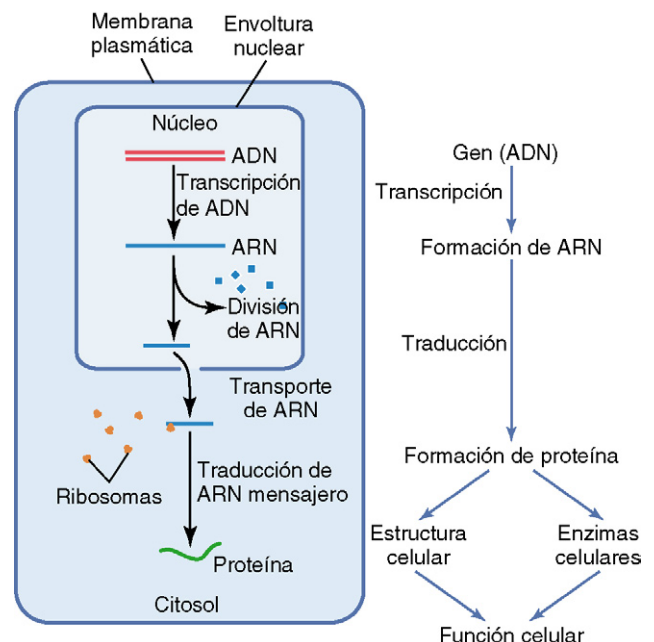 Membrana
plasmática
Envoltura
nuclear
Núcleo
ADN
Transcripción
de ADN
ARN
División
de ARN
Transporte
de ARN
Ribosomas
Traducción de
ARN mensajero
Proteína
Citosol
Gen (ADN)
Transcripción
Formación de ARN
Traducción
Formación de proteína
Estructura
celular
Enzimas
celulares
Función celular